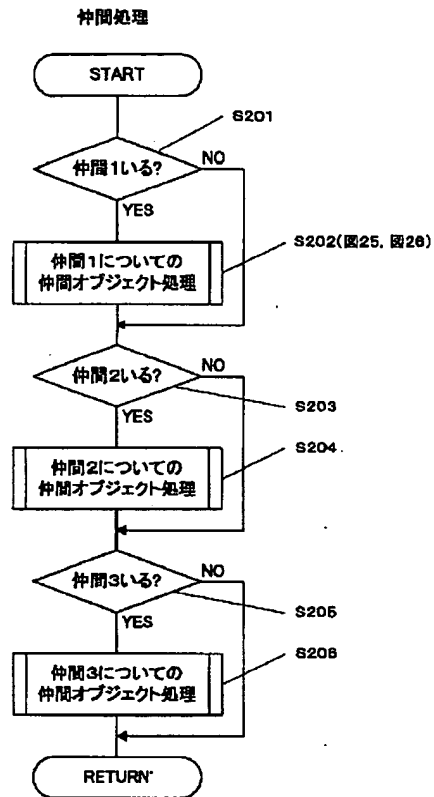 仲間処理
START
S201
仲間1いる?
NO
YES
S202(図25, 図26)
仲間1についての
仲間オブジェクト処理
仲間2いる?
NO
S203
YES
S204
仲間2についての
仲間オブジェクト処理
仲間3いる?
NO
S205
YES
S206
仲間3についての
仲間オブジェクト処理
RETURN